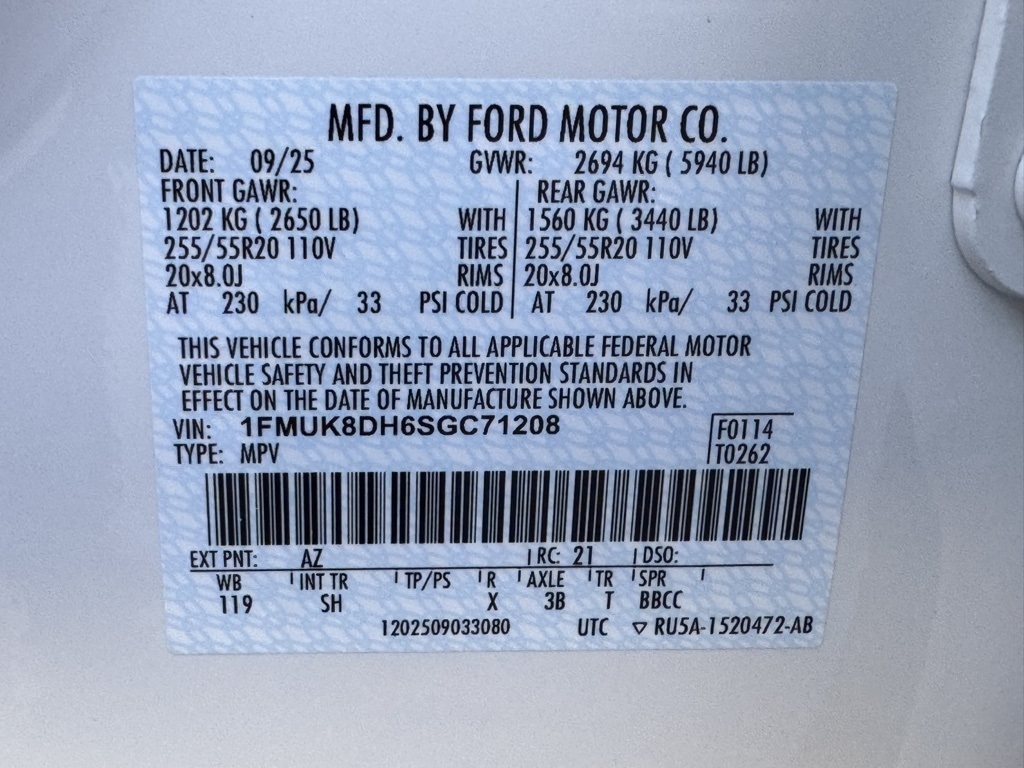 MFD. BY FORD MOTOR CO.
DATE: 09/25 GVWR: 2694 KG ( 5940 LB)
FRONT GAWR: REAR GAWR:
1202 KG ( 2650 LB) WITH 1560 KG ( 3440 LB) WITH
255/55R20 110V TIRES 255/55R20 110V TIRES
20x8.0J RIMS 20x8.0J RIMS
AT 230 kPa/ 33 PSI COLD AT 230 kPa/ 33 PSI COLD
THIS VEHICLE CONFORMS TO ALL APPLICABLE FEDERAL MOTOR
VEHICLE SAFETY AND THEFT PREVENTION STANDARDS IN
EFFECT ON THE DATE OF MANUFACTURE SHOWN ABOVE.
VIN: 1FMUK8DH6SGC71208 F0114
TYPE: MPV T0262
EXT PNT: AZ RC: 21 DSO:
WB INT TR TP/PS R AXLE TR SPR
119 SH X 3B T BBCC
1202509033080 UTC ▽ RU5A-1520472-AB